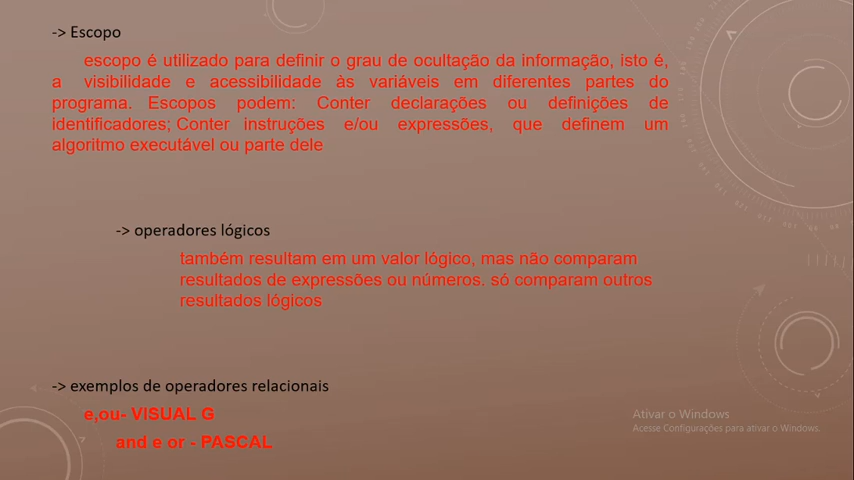 -> Escopo
escopo é utilizado para definir o grau de ocultação da informação, isto é,
a visibilidade e acessibilidade às variáveis em diferentes partes do
programa. Escopos podem: Conter declarações ou definições de
identificadores; Conter instruções e/ou expressões, que definem um
algoritmo executável ou parte dele
-> operadores lógicos
também resultam em um valor lógico, mas não comparam
resultados de expressões ou números. só comparam outros
resultados lógicos
-> exemplos de operadores relacionais
e,ou- VISUAL G
and e or - PASCAL
Ativar o Windows
Acesse Configurações para ativar o Windows.